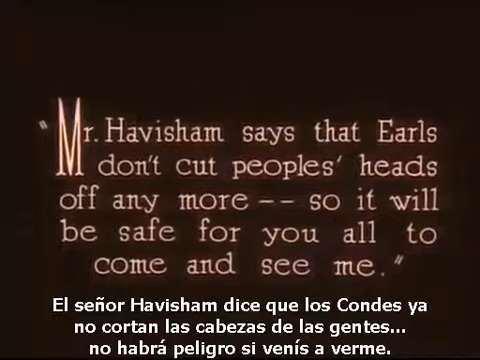 "Mr. Havisham says that Earls
don't cut peoples' heads
off any more -- so it will
be safe for you all to
come and see me."
El señor Havisham dice que los Condes ya
no cortan las cabezas de las gentes...
no habrá peligro si venís a verme.